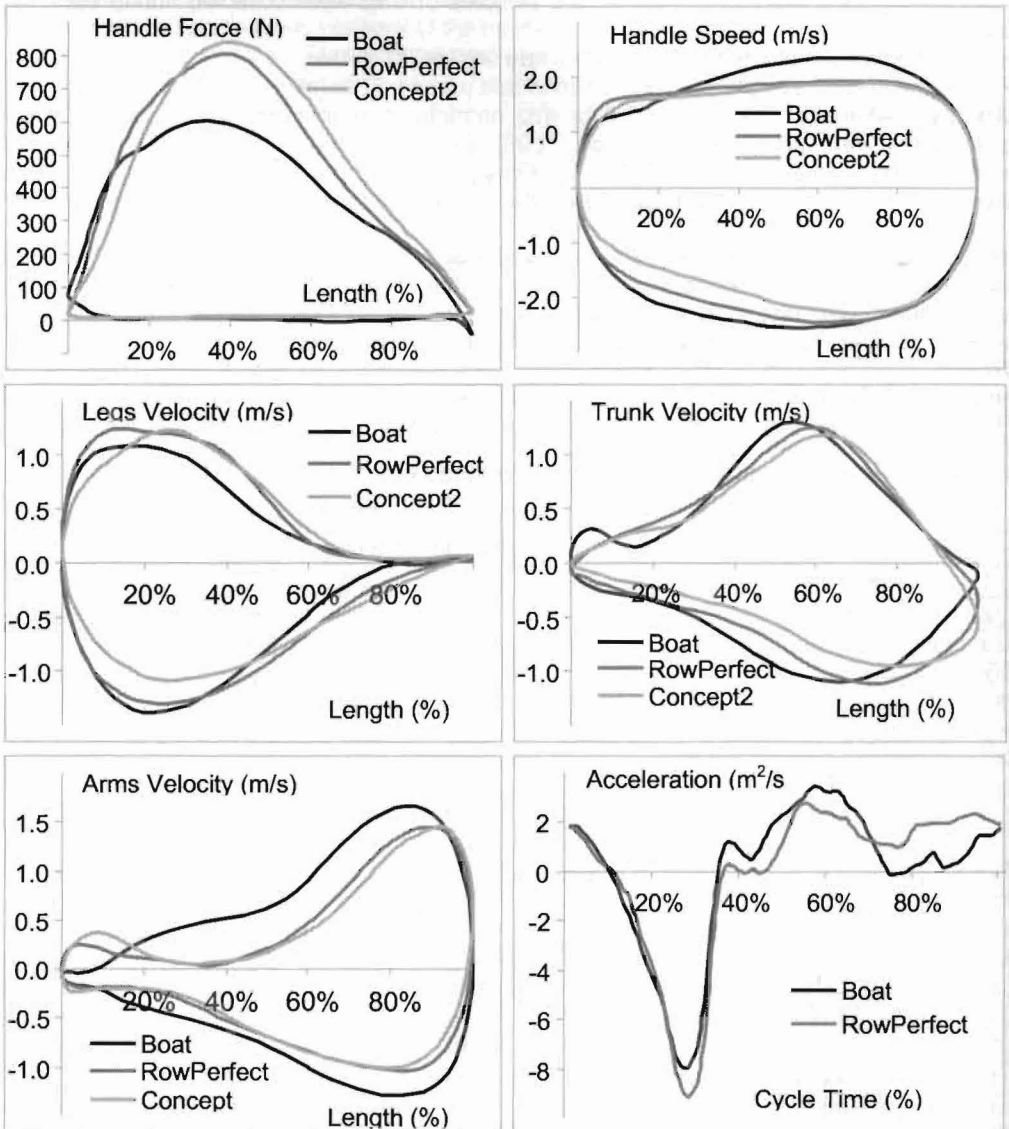 Handle Force (N)
800
700
600
500
400
300
200
100
0
Boat
RowPerfect
Concept2
Length (%)
20%
40%
60%
80%
Handle Speed (m/s)
2.0
1.0
-1.0
-2.0
Boat
RowPerfect
Concept2
20%
40%
60%
80%
Length (%)
Legs Velocity (m/s)
1.0
0.5
0.0
-0.5
-1.0
Boat
RowPerfect
Concept2
20%
40%
60%
80%
Length (%)
Trunk Velocity (m/s)
1.0
0.5
0.0
-0.5
-1.0
20%
40%
60%
80%
Boat
RowPerfect
Concept2
Length (%)
Arms Velocity (m/s)
1.5
1.0
0.5
0.0
-0.5
-1.0
20%
40%
60%
80%
Boat
RowPerfect
Concept
Length (%)
Acceleration (m²/s
2
0
-2
-4
-6
-8
20%
40%
60%
80%
Boat
RowPerfect
Cycle Time (%)